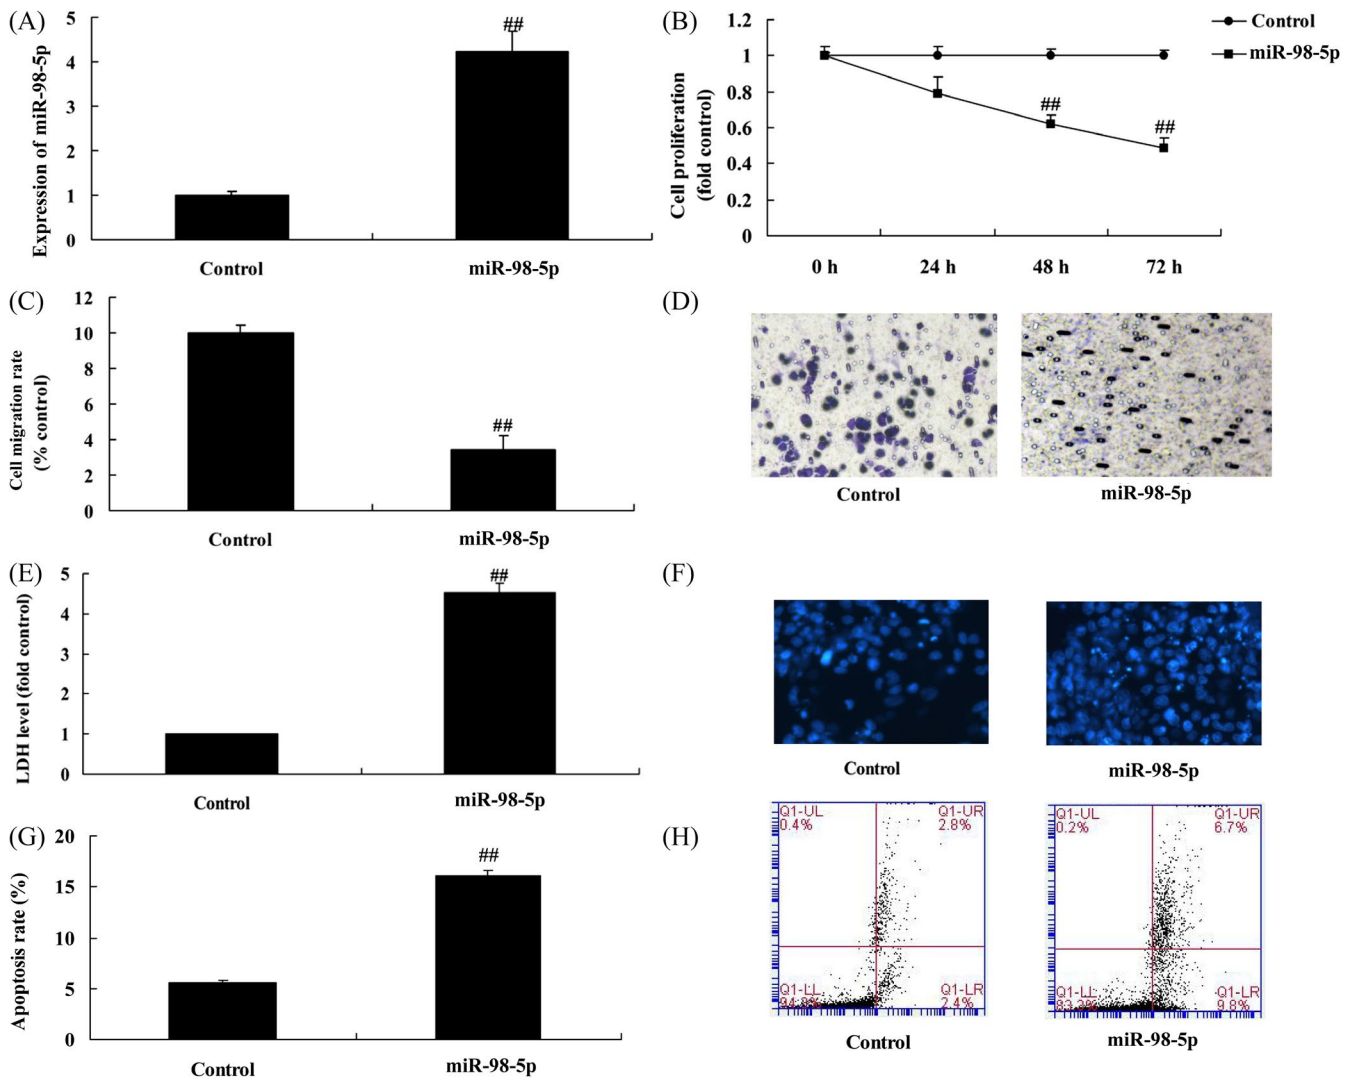 (A)
Expression of miR-98-5p
5
4
3
2
1
0
##
Control
miR-98-5p
(B)
Cell proliferation
(fold control)
1.2
1
0.8
0.6
0.4
0.2
0
##
##
0 h
24 h
48 h
72 h
Control
miR-98-5p
(C)
Cell migration rate
(% control)
12
10
8
6
4
2
0
##
Control
miR-98-5p
(D)
Control
miR-98-5p
(E)
LDH level (fold control)
5
4
3
2
1
0
##
Control
miR-98-5p
(F)
Control
miR-98-5p
(G)
Apoptosis rate (%)
20
15
10
5
0
##
Control
miR-98-5p
(H)
Q1-UL
0.4%
Q1-UR
2.8%
Q1-LL
Q1-LR
2.4%
Control
Q1-UL
0.2%
Q1-UR
6.7%
Q1-LL
83.3%
Q1-LR
9.8%
miR-98-5p